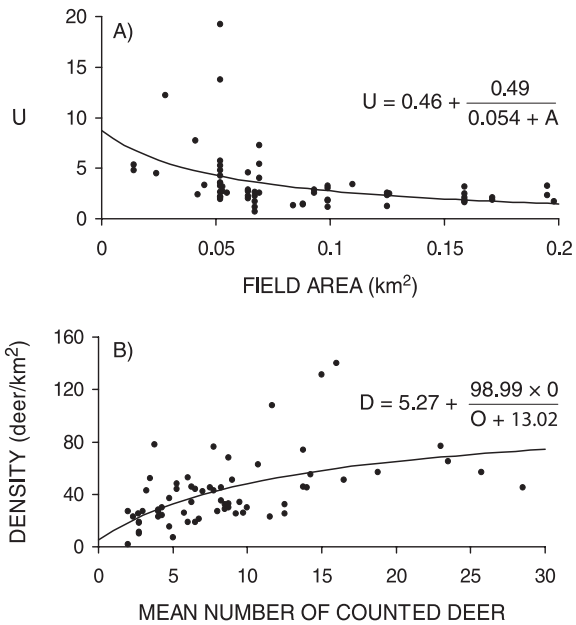 A)
20
15
10
5
0
U
U = 0.46 + 0.49 / 0.054 + A
0 0.05 0.1 0.15 0.2
FIELD AREA (km²)
B)
160
120
80
40
0
DENSITY (deer/km²)
D = 5.27 + 98.99 × 0 / O + 13.02
0 5 10 15 20 25 30
MEAN NUMBER OF COUNTED DEER